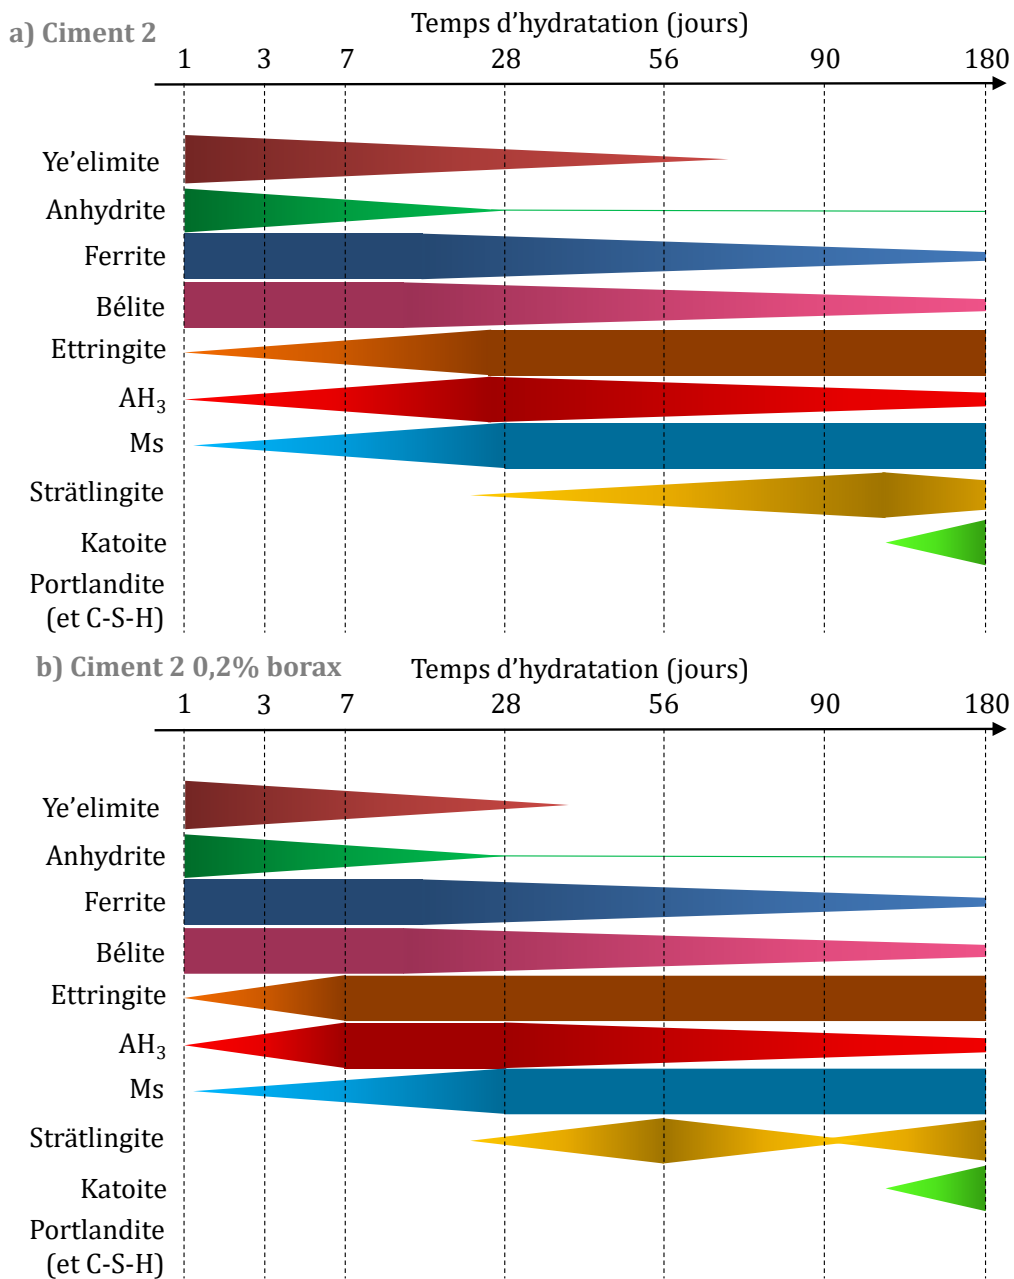 a) Ciment 2
Temps d’hydratation (jours)
1 3 7 28 56 90 180
Ye’elimite
Anhydrite
Ferrite
Bélite
Ettringite
AH₃
Ms
Strätlingite
Katoite
Portlandite
(et C-S-H)
b) Ciment 2 0,2% borax
Temps d’hydratation (jours)
1 3 7 28 56 90 180
Ye’elimite
Anhydrite
Ferrite
Bélite
Ettringite
AH₃
Ms
Strätlingite
Katoite
Portlandite
(et C-S-H)